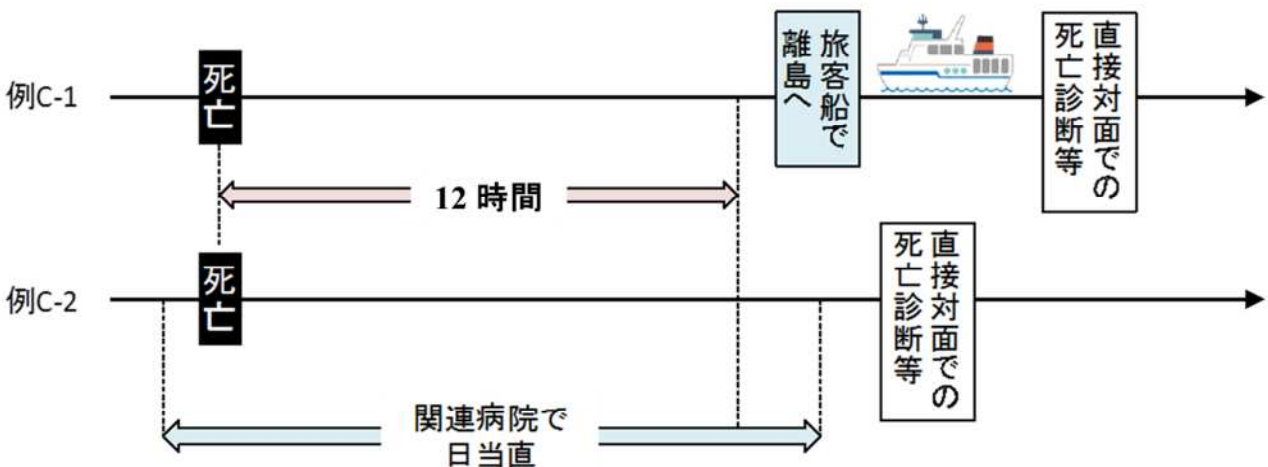 例C-1
死亡
旅客船で
離島へ
直接対面での
死亡診断等
12 時間
例C-2
死亡
直接対面での
死亡診断等
関連病院で
日当直